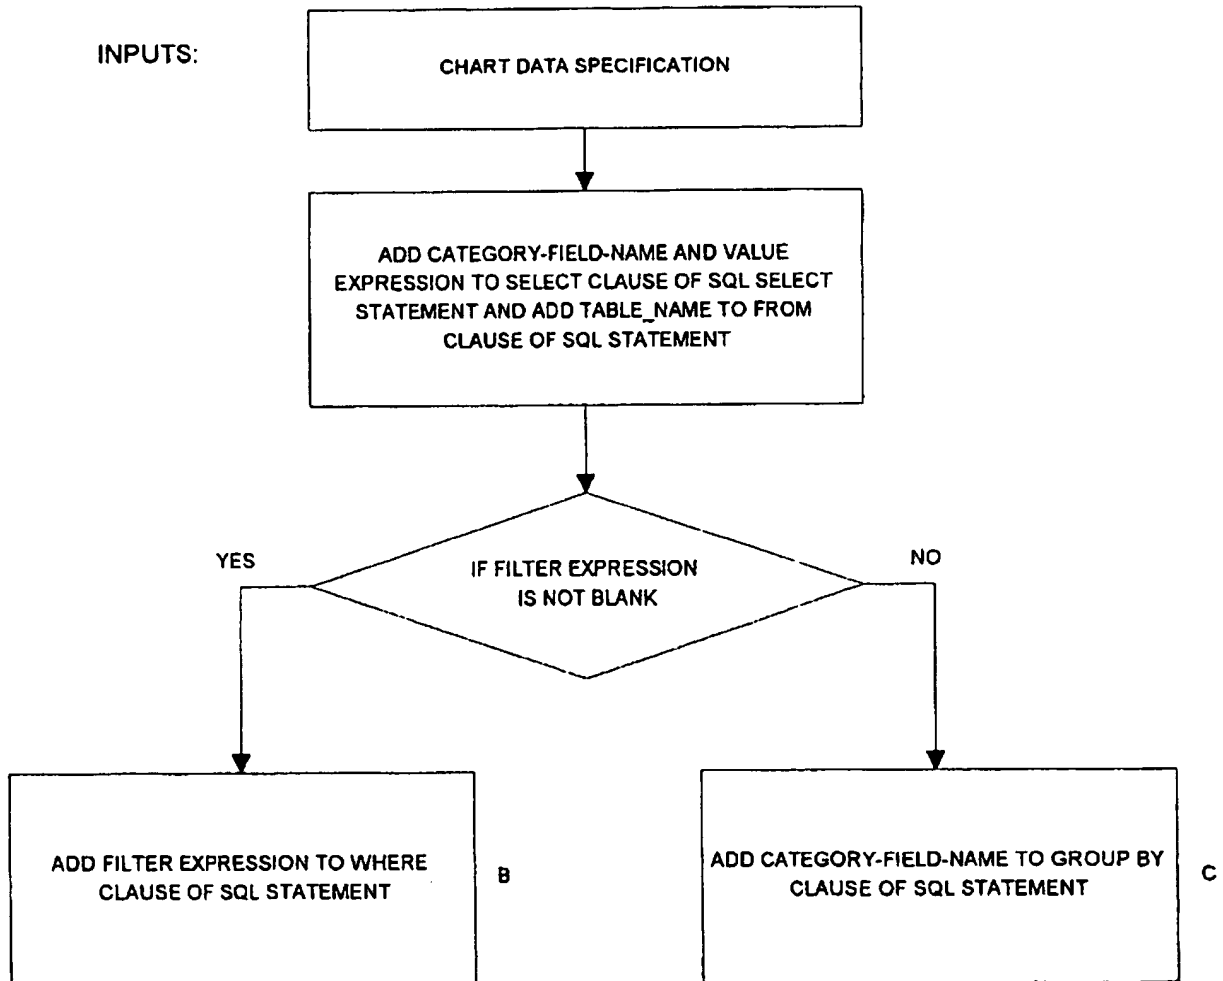 INPUTS:
CHART DATA SPECIFICATION
ADD CATEGORY-FIELD-NAME AND VALUE
EXPRESSION TO SELECT CLAUSE OF SQL SELECT
STATEMENT AND ADD TABLE_NAME TO FROM
CLAUSE OF SQL STATEMENT
YES
IF FILTER EXPRESSION
IS NOT BLANK
NO
ADD FILTER EXPRESSION TO WHERE
CLAUSE OF SQL STATEMENT
B
ADD CATEGORY-FIELD-NAME TO GROUP BY
CLAUSE OF SQL STATEMENT
C